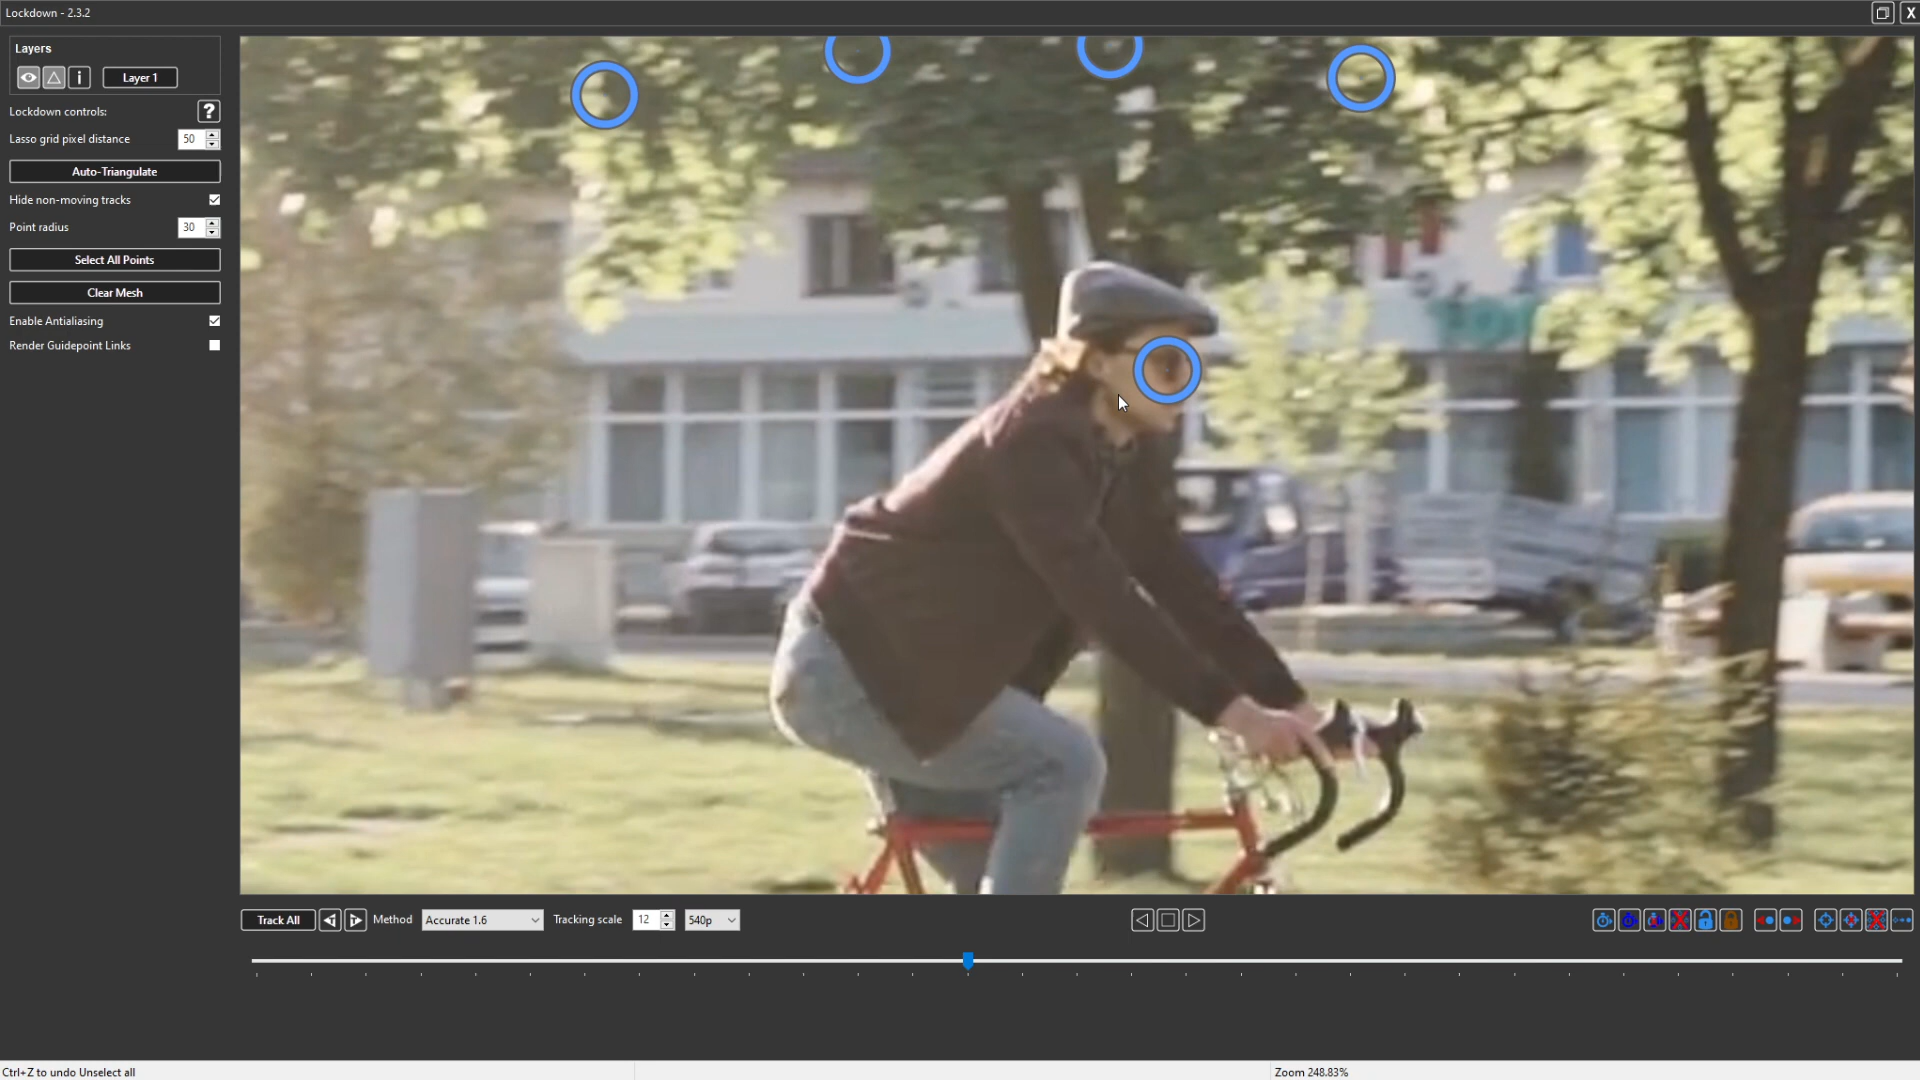 Lockdown - 2.3.2
X
Layers
i
Layer 1
Lockdown controls:
?
Lasso grid pixel distance
50
Auto-Triangulate
Hide non-moving tracks
Point radius
30
Select All Points
Clear Mesh
Enable Antialiasing
Render Guidepoint Links
Track All
Method
Accurate 1.6
Tracking scale
12
540p
Ctrl+Z to undo Unselect all
Zoom 248.83%